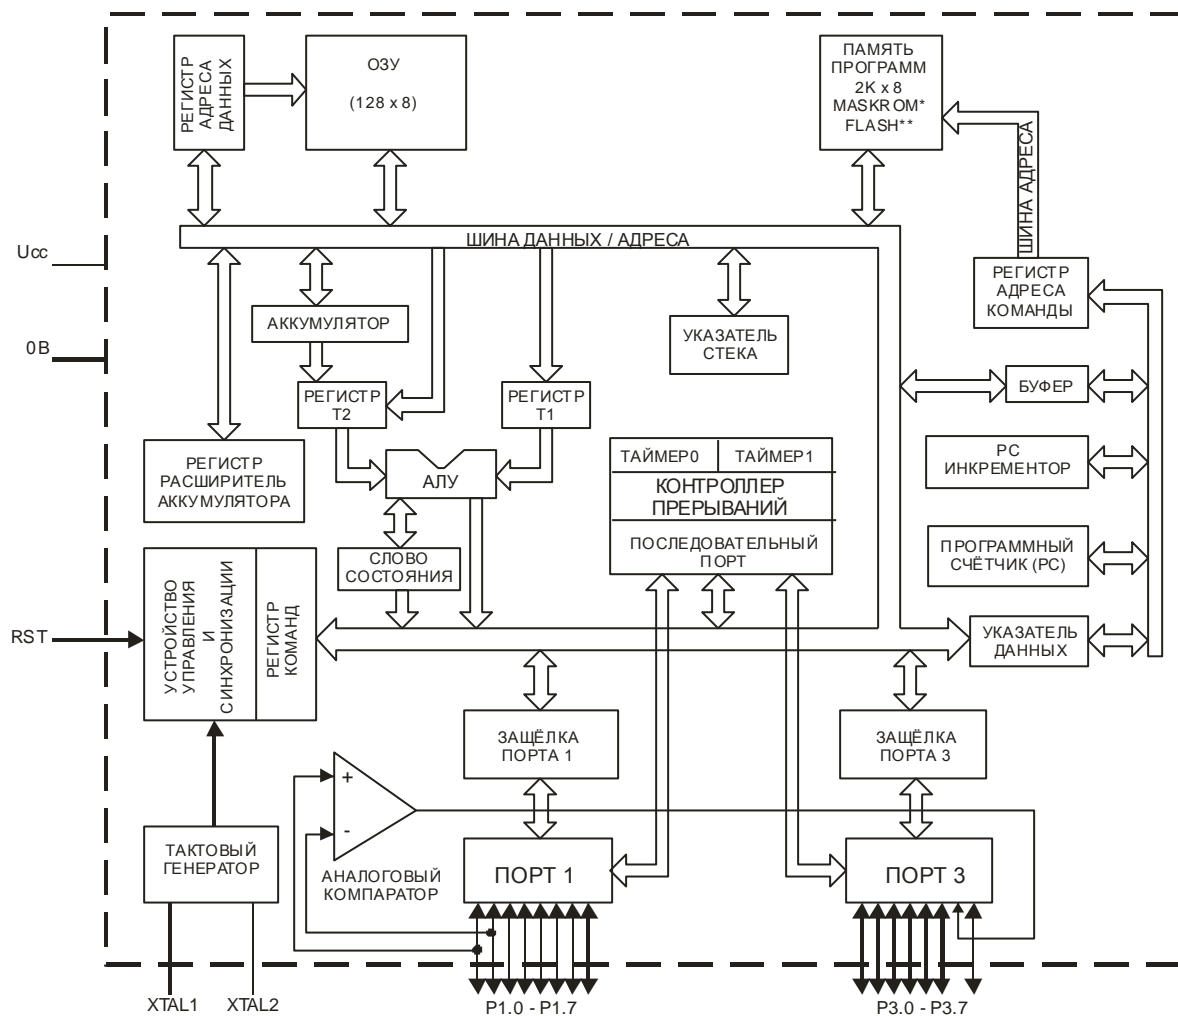 РЕГИСТР
АДРЕСА
ДАННЫХ
ОЗУ
(128 x 8)
ПАМЯТЬ
ПРОГРАММ
2K x 8
MASKROM*
FLASH**
ШИНА АДРЕСА
ШИНА ДАННЫХ / АДРЕСА
Ucc
0В
АККУМУЛЯТОР
УКАЗАТЕЛЬ
СТЕКА
РЕГИСТР
АДРЕСА
КОМАНДЫ
РЕГИСТР
Т2
РЕГИСТР
Т1
БУФЕР
РЕГИСТР
РАСШИРИТЕЛЬ
АККУМУЛЯТОРА
АЛУ
ТАЙМЕР0
ТАЙМЕР1
КОНТРОЛЛЕР
ПРЕРЫВАНИЙ
ПОСЛЕДОВАТЕЛЬНЫЙ
ПОРТ
PC
ИНКРЕМЕНТОР
СЛОВО
СОСТОЯНИЯ
ПРОГРАММНЫЙ
СЧЁТЧИК (PC)
RST
УСТРОЙСТВО
УПРАВЛЕНИЯ
И
СИНХРОНИЗАЦИИ
РЕГИСТР
КОМАНД
УКАЗАТЕЛЬ
ДАННЫХ
ЗАЩЁЛКА
ПОРТА 1
ЗАЩЁЛКА
ПОРТА 3
+
-
ТАКТОВЫЙ
ГЕНЕРАТОР
АНАЛОГОВЫЙ
КОМПАРАТОР
ПОРТ 1
ПОРТ 3
XTAL1
XTAL2
P1.0 - P1.7
P3.0 - P3.7